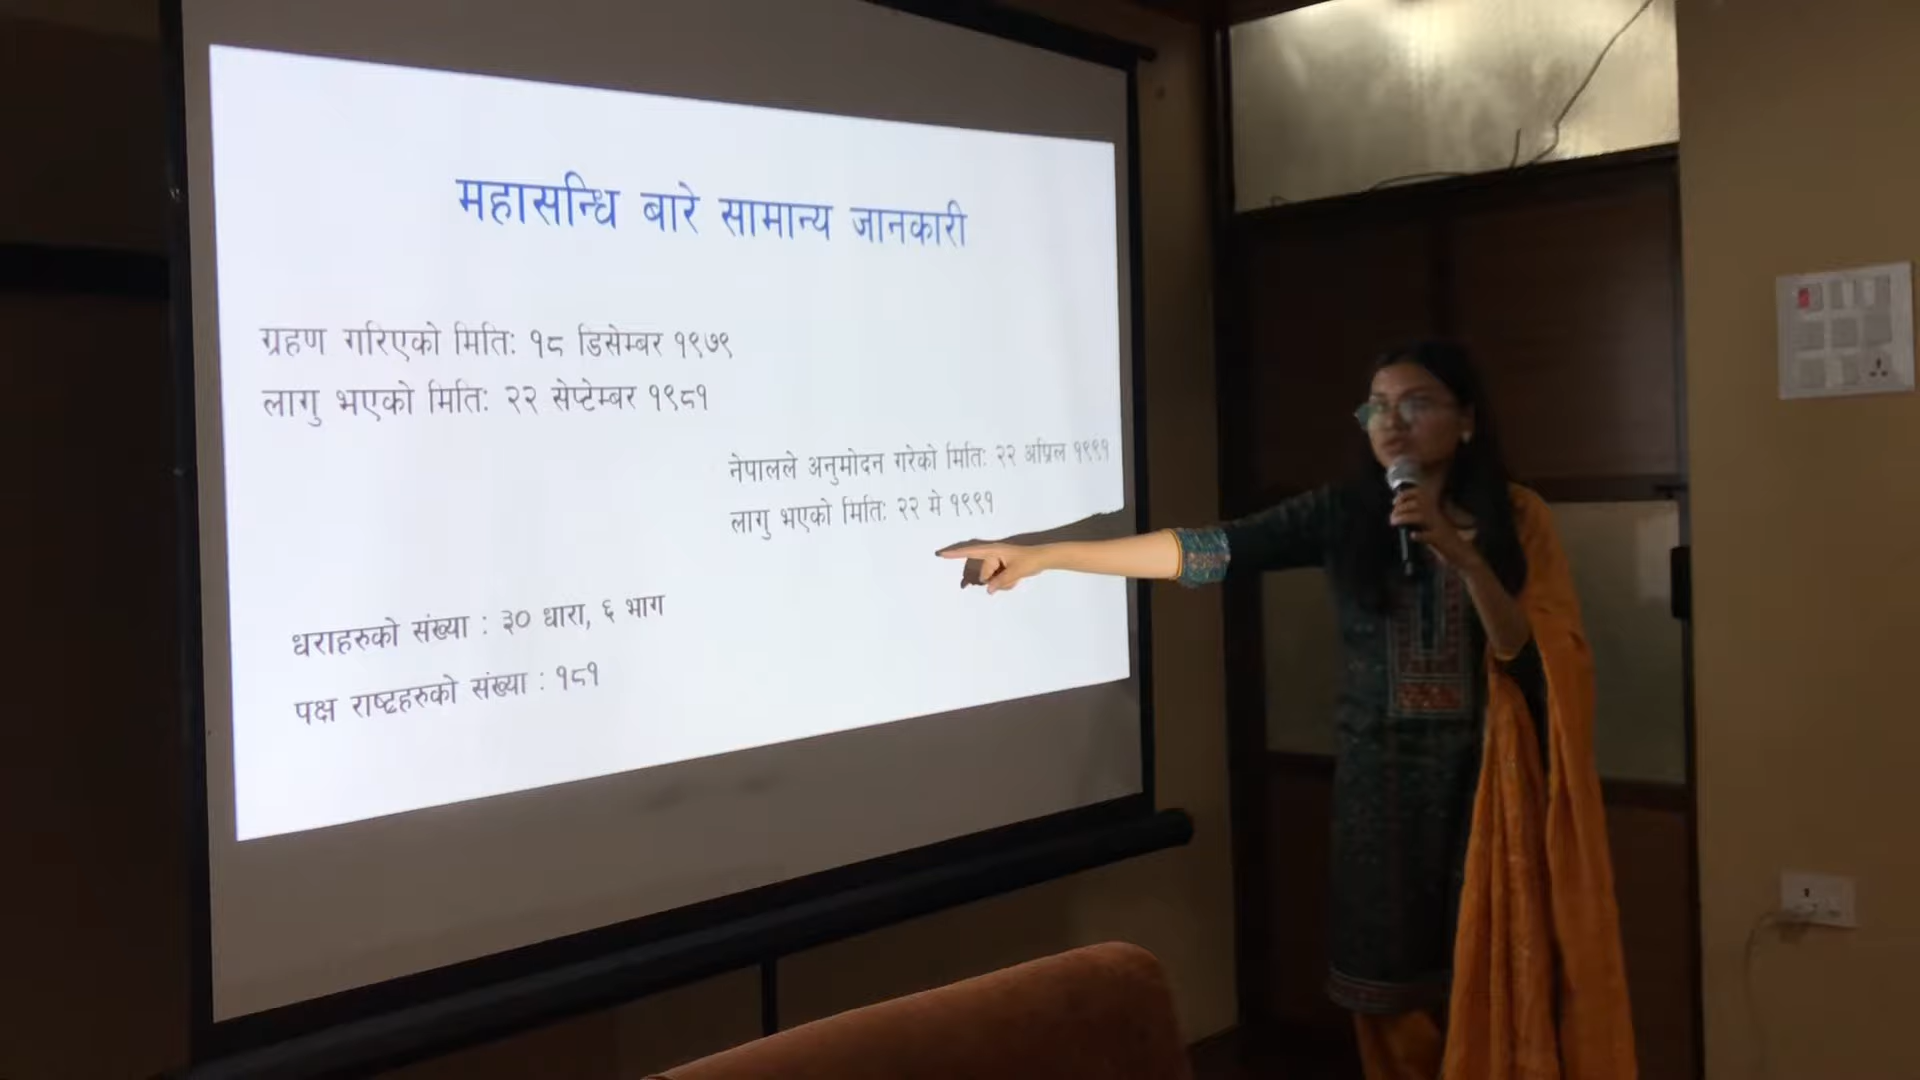 महासन्धि बारे सामान्य जानकारी
ग्रहण गरिएको मितिः १८ डिसेम्बर १९७९
लागु भएको मितिः २२ सेप्टेम्बर १९८१
नेपालले अनुमोदन गरेको मितिः २२ अप्रिल १९९१
लागु भएको मितिः २२ मे १९९१
धराहरुको संख्या : ३० धारा, ६ भाग
पक्ष राष्ट्रहरुको संख्या : १८१